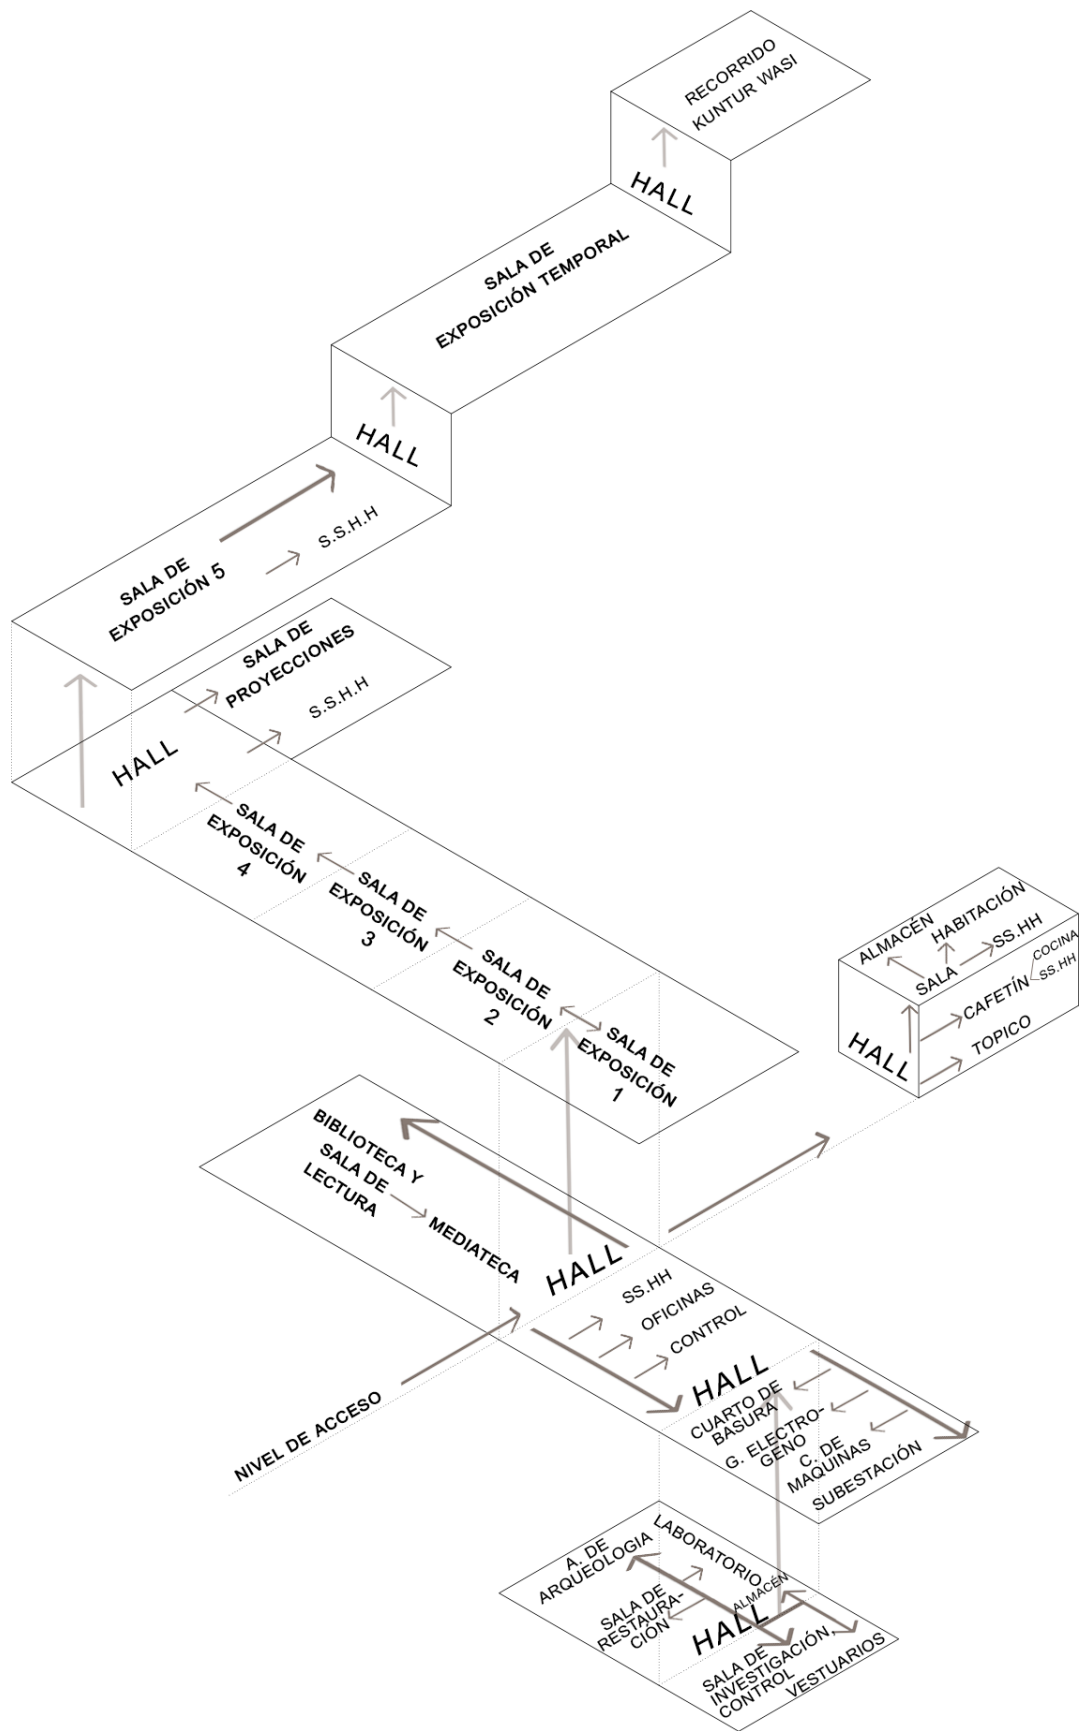 RECORRIDO
KUNTUR WASI
HALL
SALA DE
EXPOSICIÓN TEMPORAL
HALL
S.S.H.H
SALA DE
EXPOSICIÓN 5
SALA DE
PROYECCIONES
S.S.H.H
HALL
SALA DE
EXPOSICIÓN
4
SALA DE
EXPOSICIÓN
3
SALA DE
EXPOSICIÓN
2
SALA DE
EXPOSICIÓN
1
ALMACÉN
HABITACIÓN
SS.HH
SALA
COCINA
SS.HH
CAFETÍN
TOPICO
HALL
BIBLIOTECA Y
SALA DE
LECTURA
MEDIATECA
HALL
SS.HH
OFICINAS
CONTROL
HALL
NIVEL DE ACCESO
CUARTO DE
BASURA
G. ELECTRO-
GENO
C. DE
MAQUINAS
SUBESTACIÓN
A. DE
ARQUEOLOGIA
LABORATORIO
ALMACÉN
SALA DE
RESTAURA-
CIÓN
HALL
SALA DE
INVESTIGACIÓN,
CONTROL
VESTUARIOS